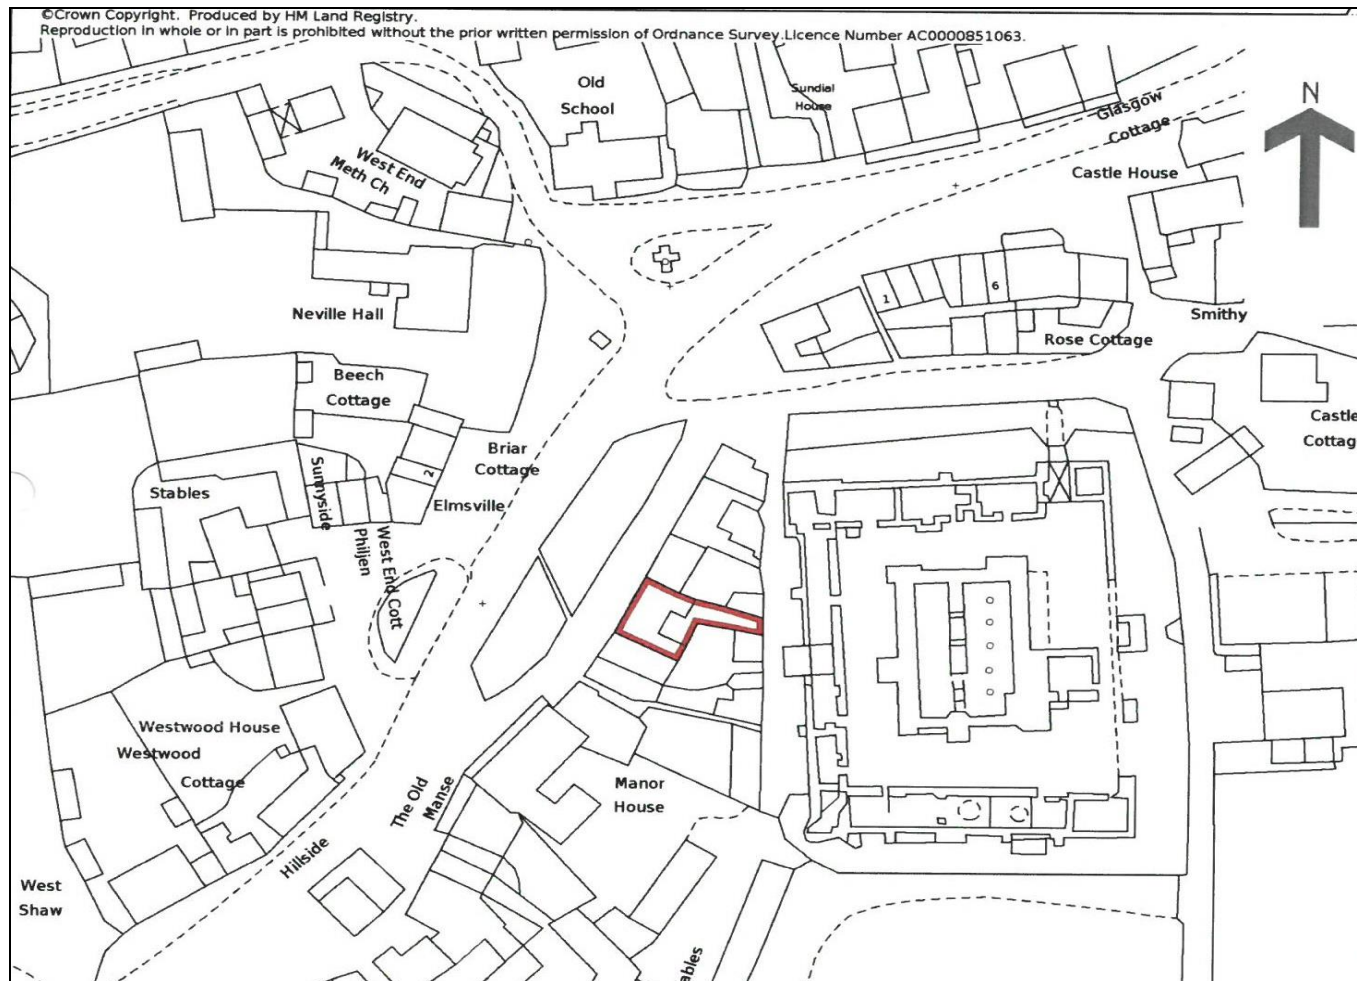 ©Crown Copyright. Produced by HM Land Registry.
Reproduction in whole or in part is prohibited without the prior written permission of Ordnance Survey.Licence Number AC0000851063.
Old
School
Sundial
House
Glasgow
Cottage
N
West End
Meth Ch
Castle House
Neville Hall
1
6
Smithy
Rose Cottage
Beech
Cottage
Castle
Cottag
Briar
Cottage
2
Sunnyside
Stables
Elmsville
Philjen
West End Cott
Westwood House
Westwood
Cottage
The Old
Manse
Manor
House
Hillside
West
Shaw
ables